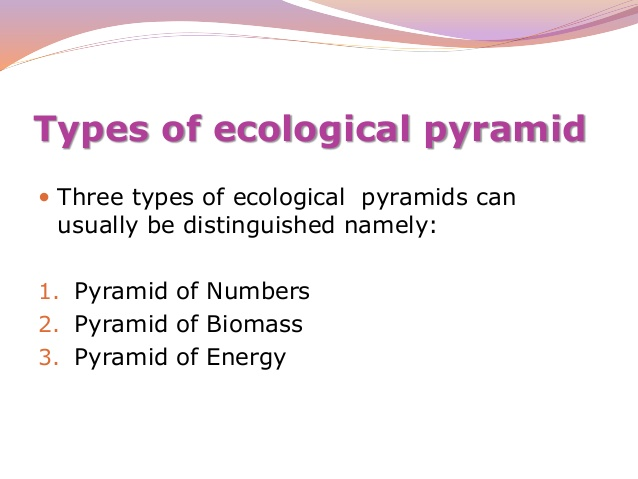 Types of ecological pyramid
• Three types of ecological  pyramids can
usually be distinguished namely:
1. Pyramid of Numbers
2. Pyramid of Biomass
3. Pyramid of Energy